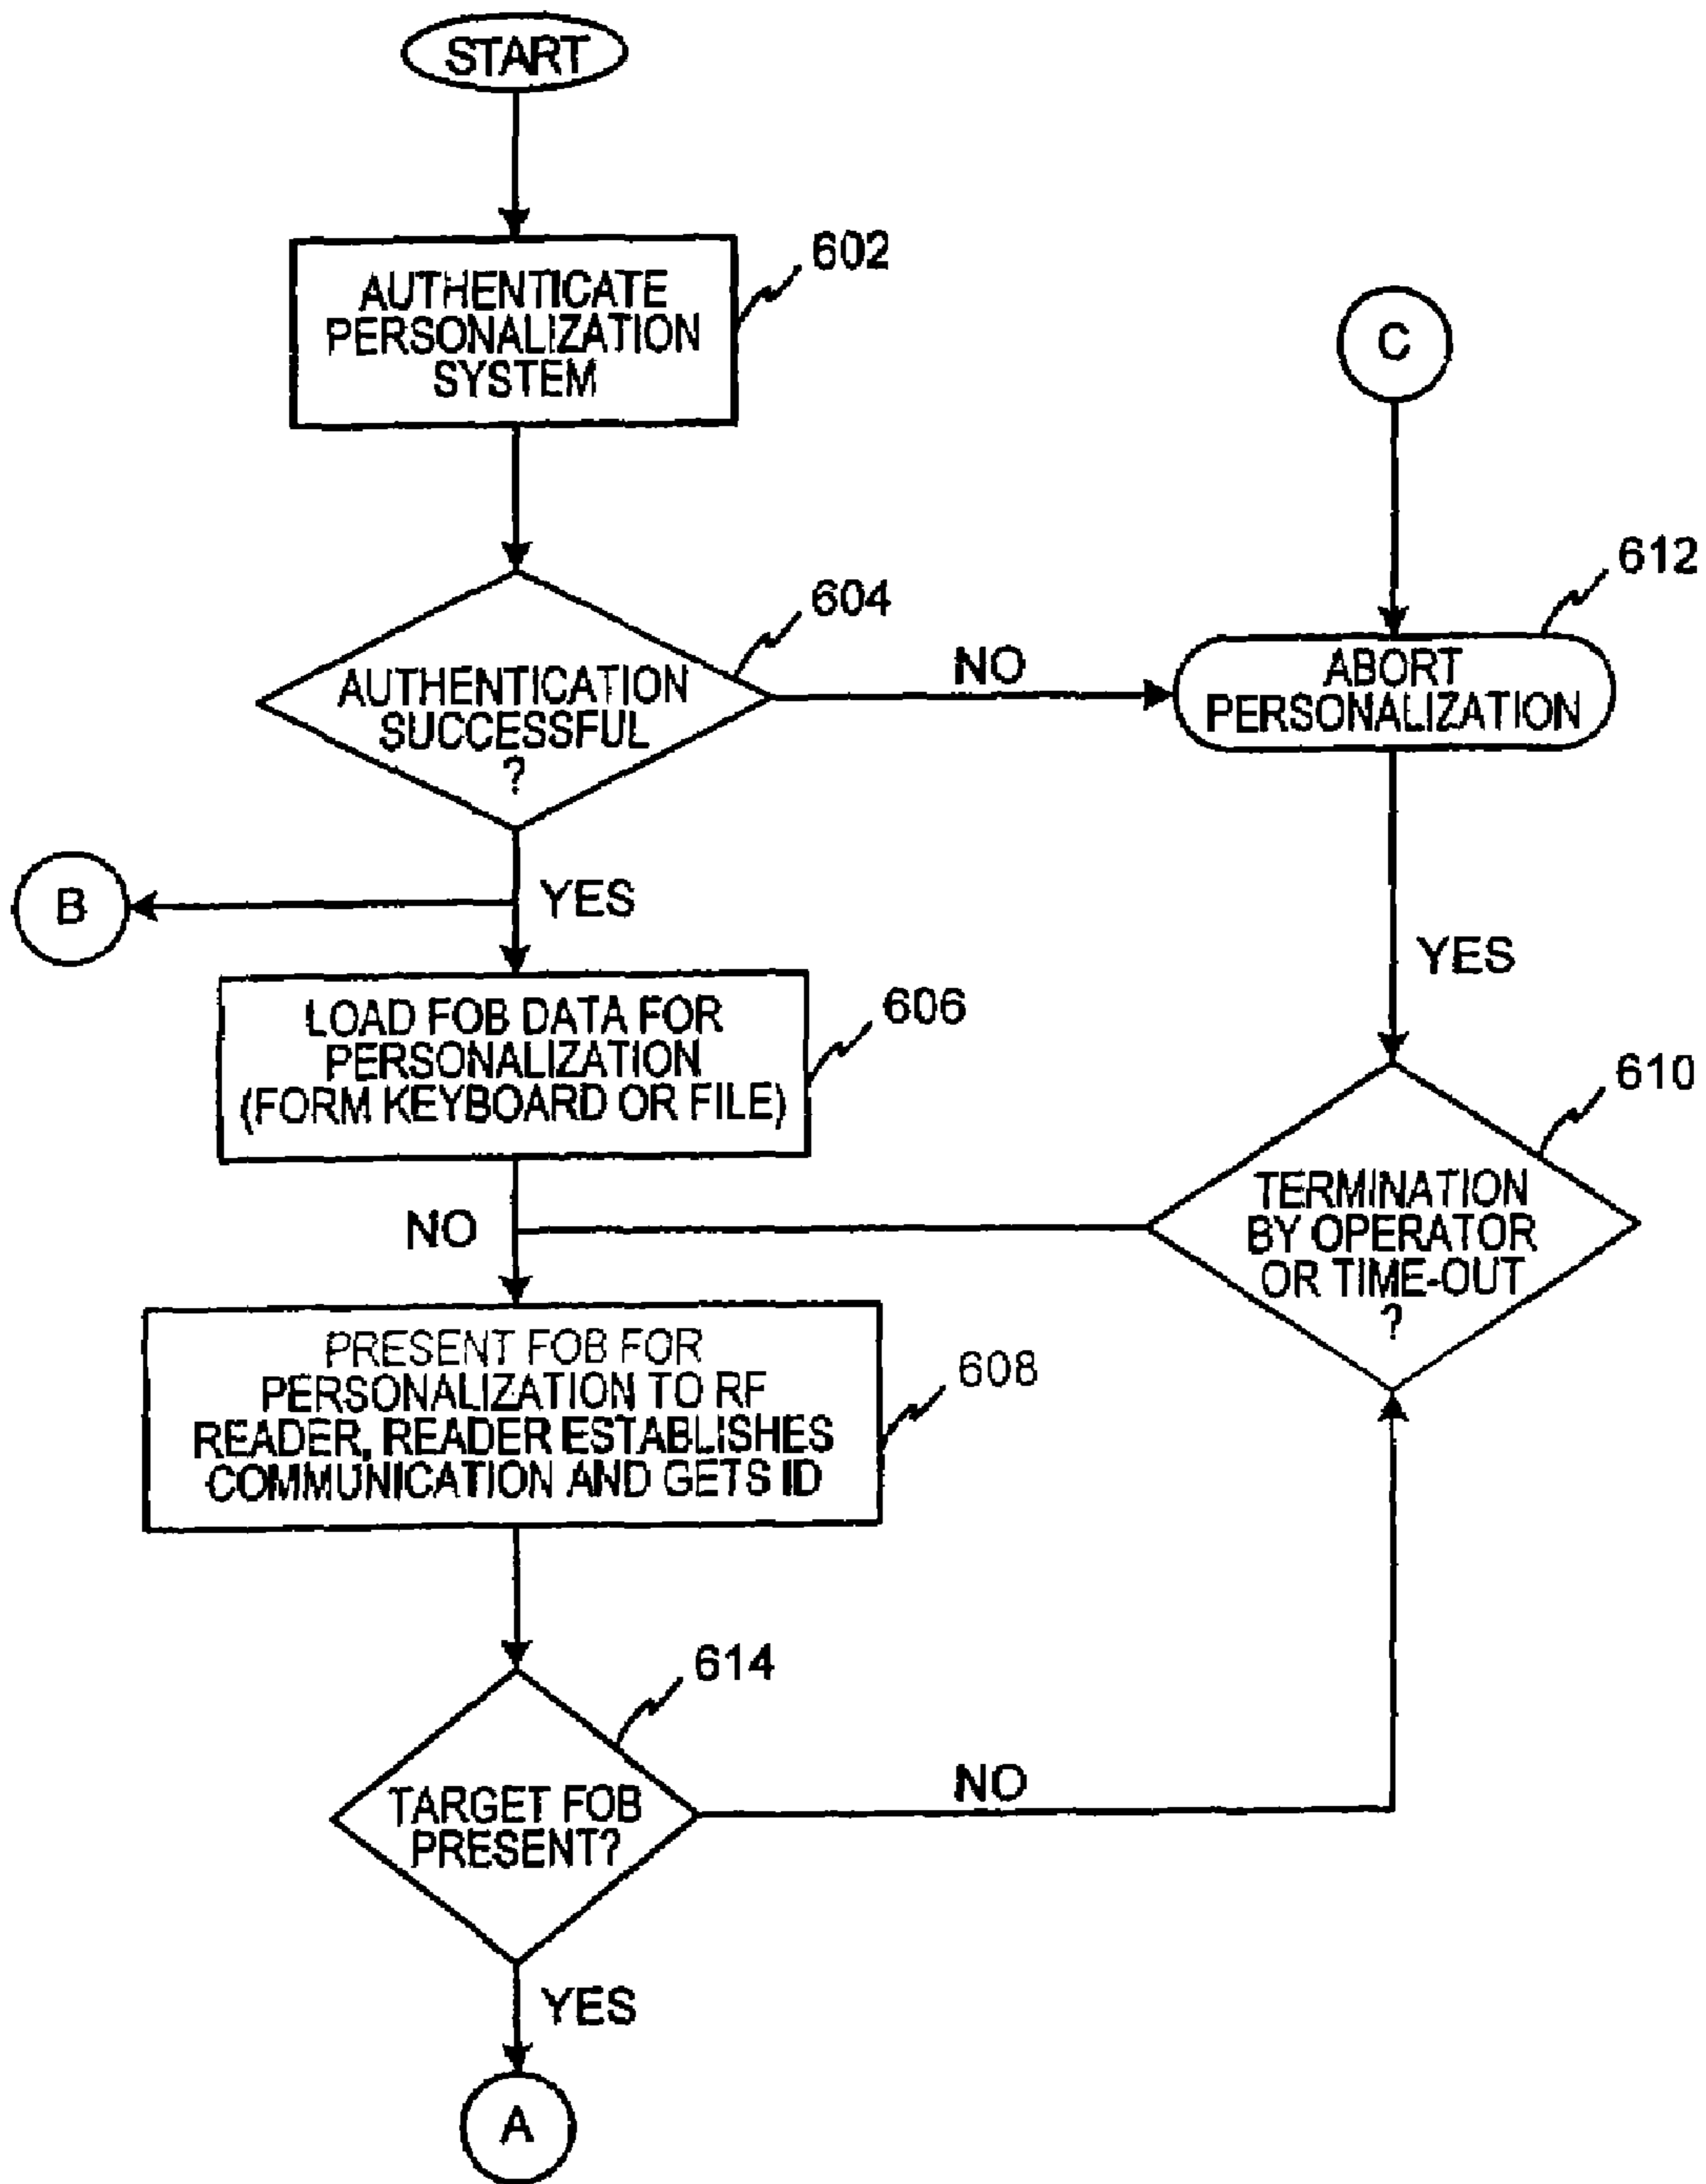 START
602
AUTHENTICATE
PERSONALIZATION
SYSTEM
C
612
604
NO
ABORT
PERSONALIZATION
AUTHENTICATION
SUCCESSFUL
?
B
YES
YES
606
LOAD FOB DATA FOR
PERSONALIZATION
(FORM KEYBOARD OR FILE)
610
NO
TERMINATION
BY OPERATOR
OR TIME-OUT
?
PRESENT FOB FOR
PERSONALIZATION TO RF
READER, READER ESTABLISHES
COMMUNICATION AND GETS ID
608
614
NO
TARGET FOB
PRESENT?
YES
A